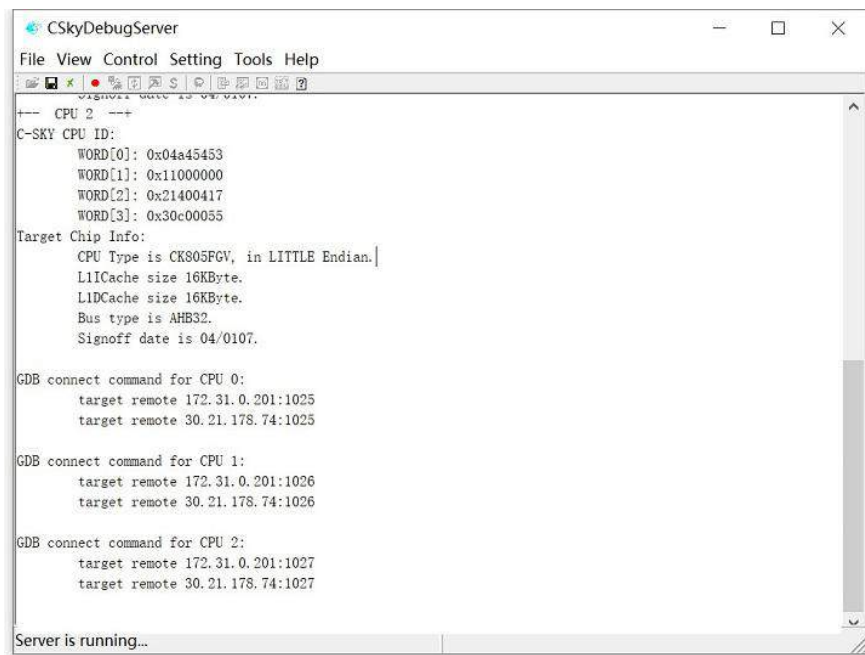 CSkyDebugServer
File View Control Setting Tools Help
Signoff date is 04/0107.
+-- CPU 2 --+
C-SKY CPU ID:
WORD[0]: 0x04a45453
WORD[1]: 0x11000000
WORD[2]: 0x21400417
WORD[3]: 0x30c00055
Target Chip Info:
CPU Type is CK805FGV, in LITTLE Endian.
L1ICache size 16KByte.
L1DCache size 16KByte.
Bus type is AHB32.
Signoff date is 04/0107.
GDB connect command for CPU 0:
target remote 172.31.0.201:1025
target remote 30.21.178.74:1025
GDB connect command for CPU 1:
target remote 172.31.0.201:1026
target remote 30.21.178.74:1026
GDB connect command for CPU 2:
target remote 172.31.0.201:1027
target remote 30.21.178.74:1027
Server is running...